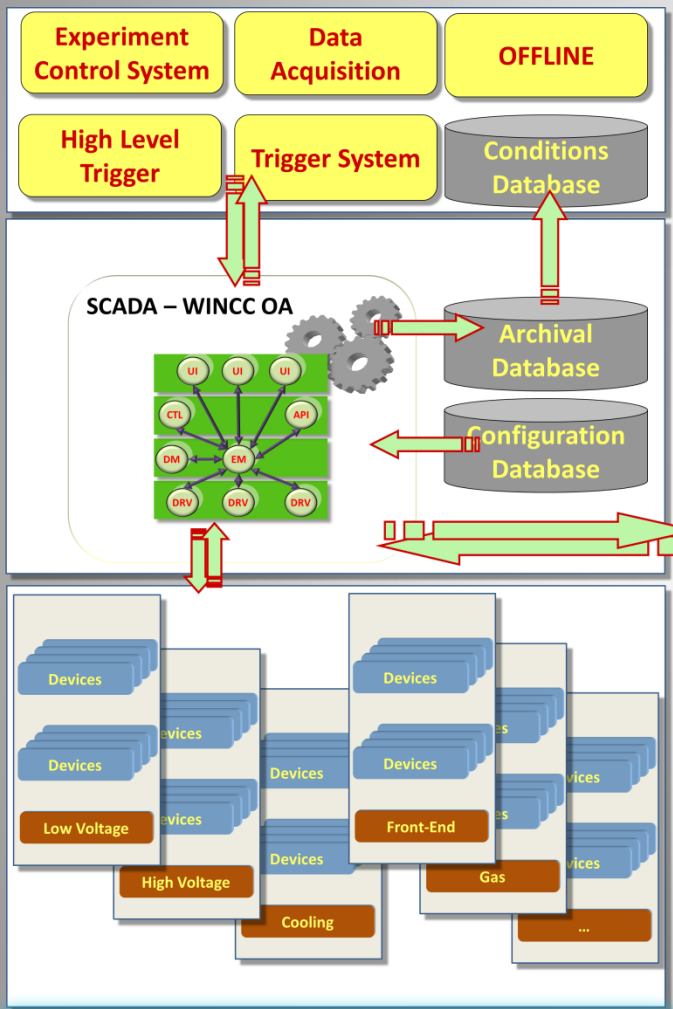 Experiment
Control System
Data
Acquisition
OFFLINE
High Level
Trigger
Trigger System
Conditions
Database
SCADA – WINCC OA
UI
UI
UI
CTL
API
DM
EM
DRV
DRV
DRV
Archival
Database
Configuration
Database
Devices
Devices
Low Voltage
evices
evices
High Voltage
Devices
Devices
Cooling
Devices
Devices
Front-End
es
es
Gas
vices
vices
...